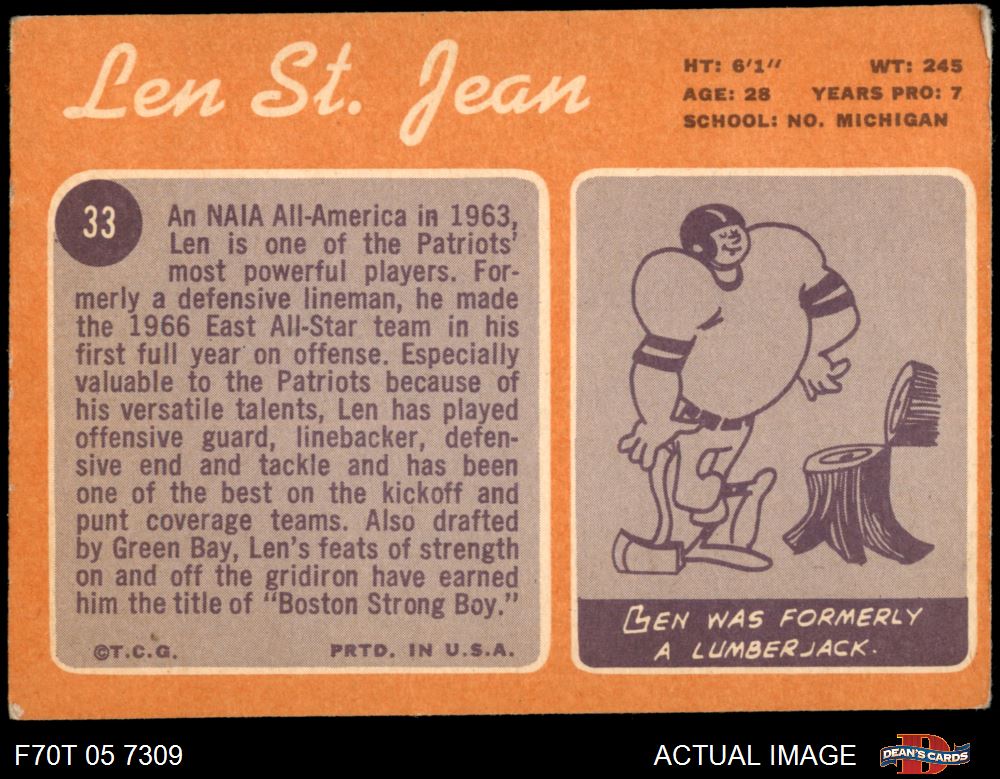 Len St. Jean
HT: 6'1" WT: 245
AGE: 28 YEARS PRO: 7
SCHOOL: NO. MICHIGAN
33
An NAIA All-America in 1963,
Len is one of the Patriots'
most powerful players. For-
merly a defensive lineman, he made
the 1966 East All-Star team in his
first full year on offense. Especially
valuable to the Patriots because of
his versatile talents, Len has played
offensive guard, linebacker, defen-
sive end and tackle and has been
one of the best on the kickoff and
punt coverage teams. Also drafted
by Green Bay, Len's feats of strength
on and off the gridiron have earned
him the title of "Boston Strong Boy."
©T.C.G. PRTD. IN U.S.A.
LEN WAS FORMERLY
A LUMBERJACK.
F70T 05 7309
ACTUAL IMAGE
DEAN'S CARDS